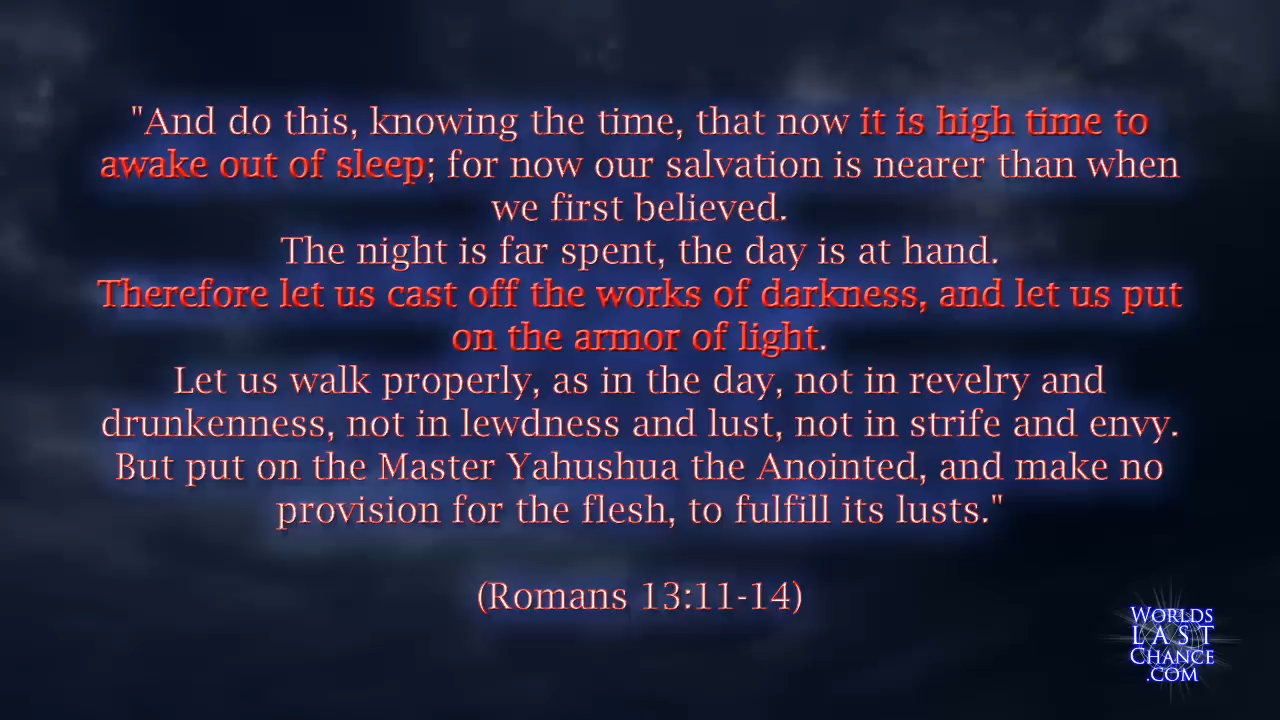 "And do this, knowing the time, that now it is high time to
awake out of sleep; for now our salvation is nearer than when
we first believed.
The night is far spent, the day is at hand.
Therefore let us cast off the works of darkness, and let us put
on the armor of light.
Let us walk properly, as in the day, not in revelry and
drunkenness, not in lewdness and lust, not in strife and envy.
But put on the Master Yahushua the Anointed, and make no
provision for the flesh, to fulfill its lusts."
(Romans 13:11-14)
WORLDS
LAST
CHANCE
.COM